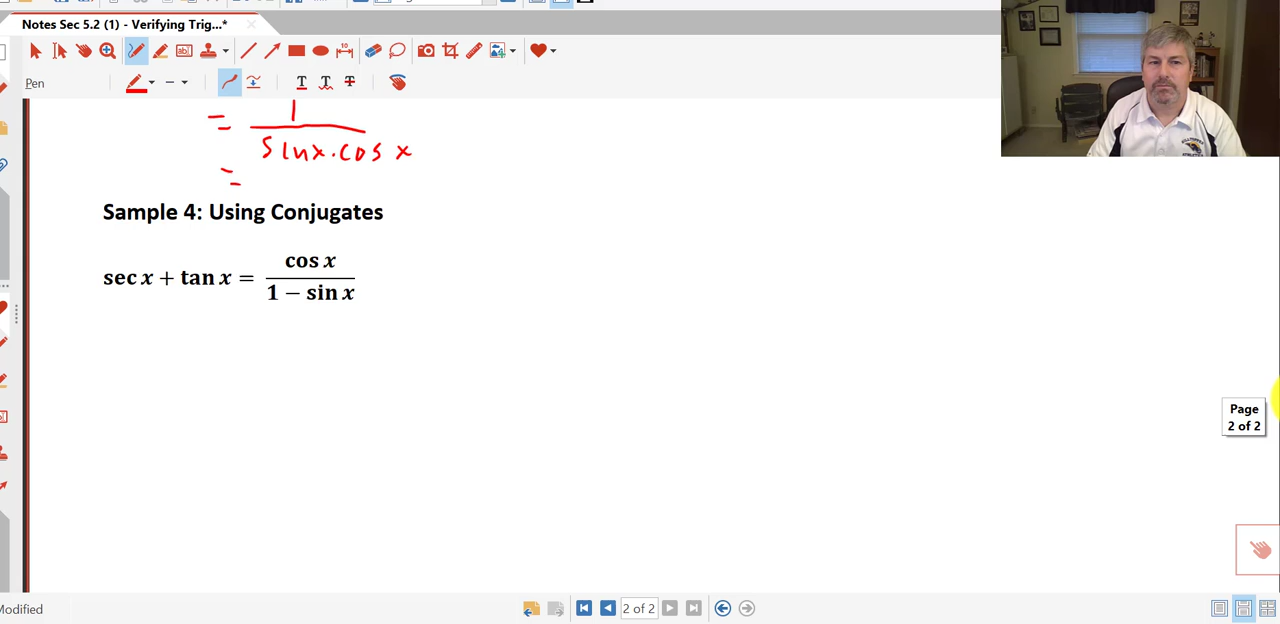 Notes Sec 5.2 (1) - Verifying Trig...*
Pen
= 1 / sinx.cos x
=
Sample 4: Using Conjugates
sec x + tan x = cos x / 1 − sin x
Page
2 of 2
Modified
2 of 2